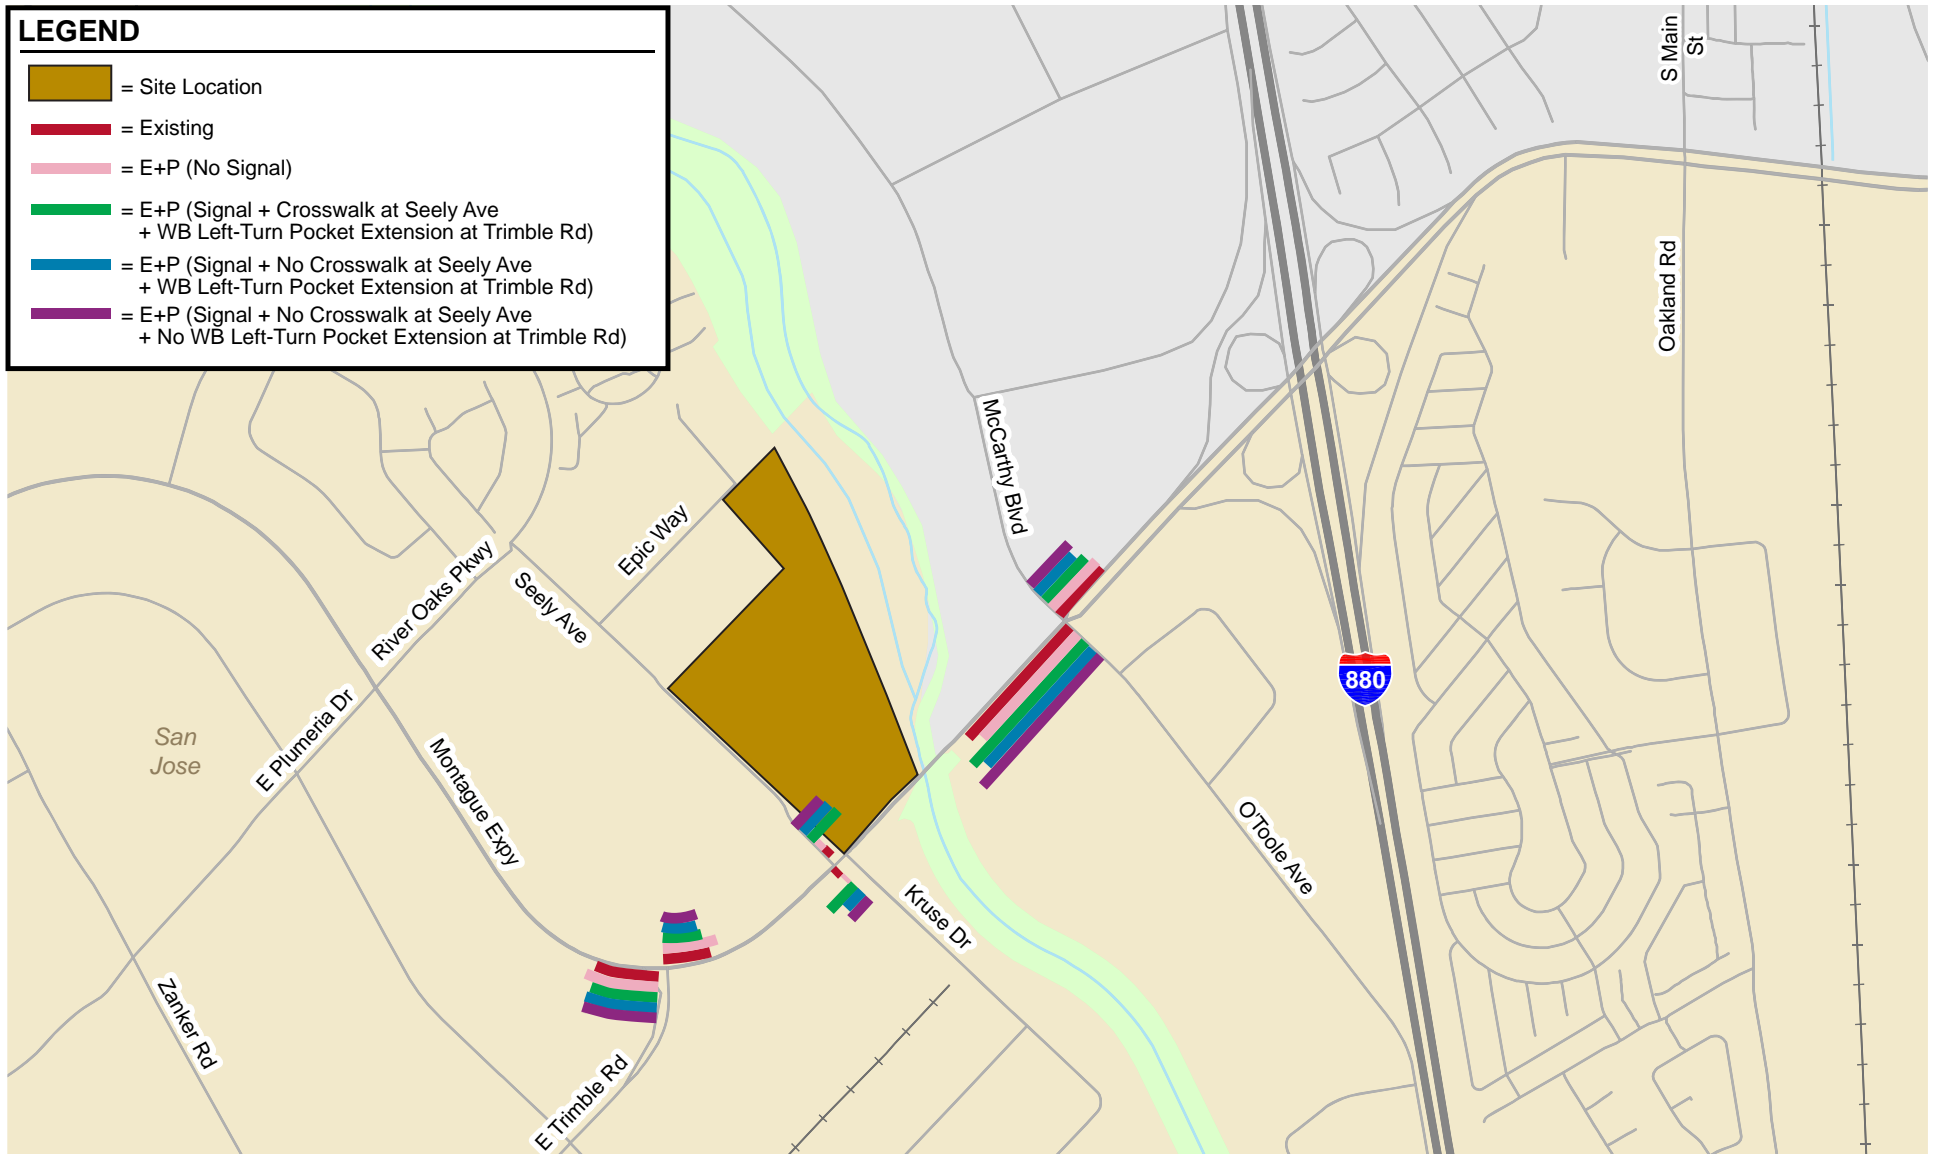 LEGEND
= Site Location
= Existing
= E+P (No Signal)
= E+P (Signal + Crosswalk at Seely Ave
+ WB Left-Turn Pocket Extension at Trimble Rd)
= E+P (Signal + No Crosswalk at Seely Ave
+ WB Left-Turn Pocket Extension at Trimble Rd)
= E+P (Signal + No Crosswalk at Seely Ave
+ No WB Left-Turn Pocket Extension at Trimble Rd)
S Main
St
Oakland Rd
McCarthy Blvd
Epic Way
River Oaks Pkwy
Seely Ave
E Plumeria Dr
880
San
Jose
Montague Expy
O'Toole Ave
Kruse Dr
Zanker Rd
E Trimble Rd